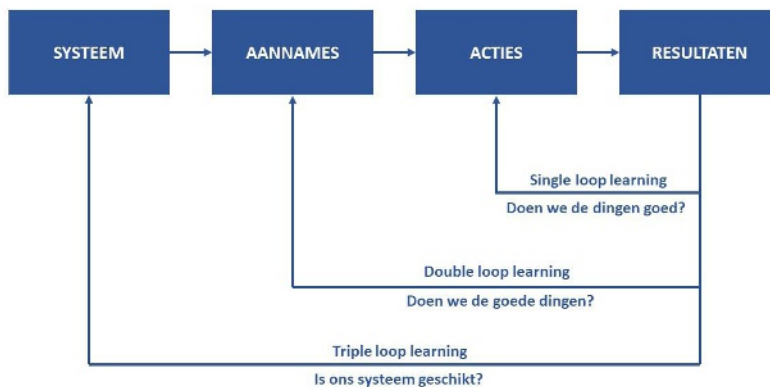 SYSTEEM
AANNAMES
ACTIES
RESULTATEN
Single loop learning
Doen we de dingen goed?
Double loop learning
Doen we de goede dingen?
Triple loop learning
Is ons systeem geschikt?